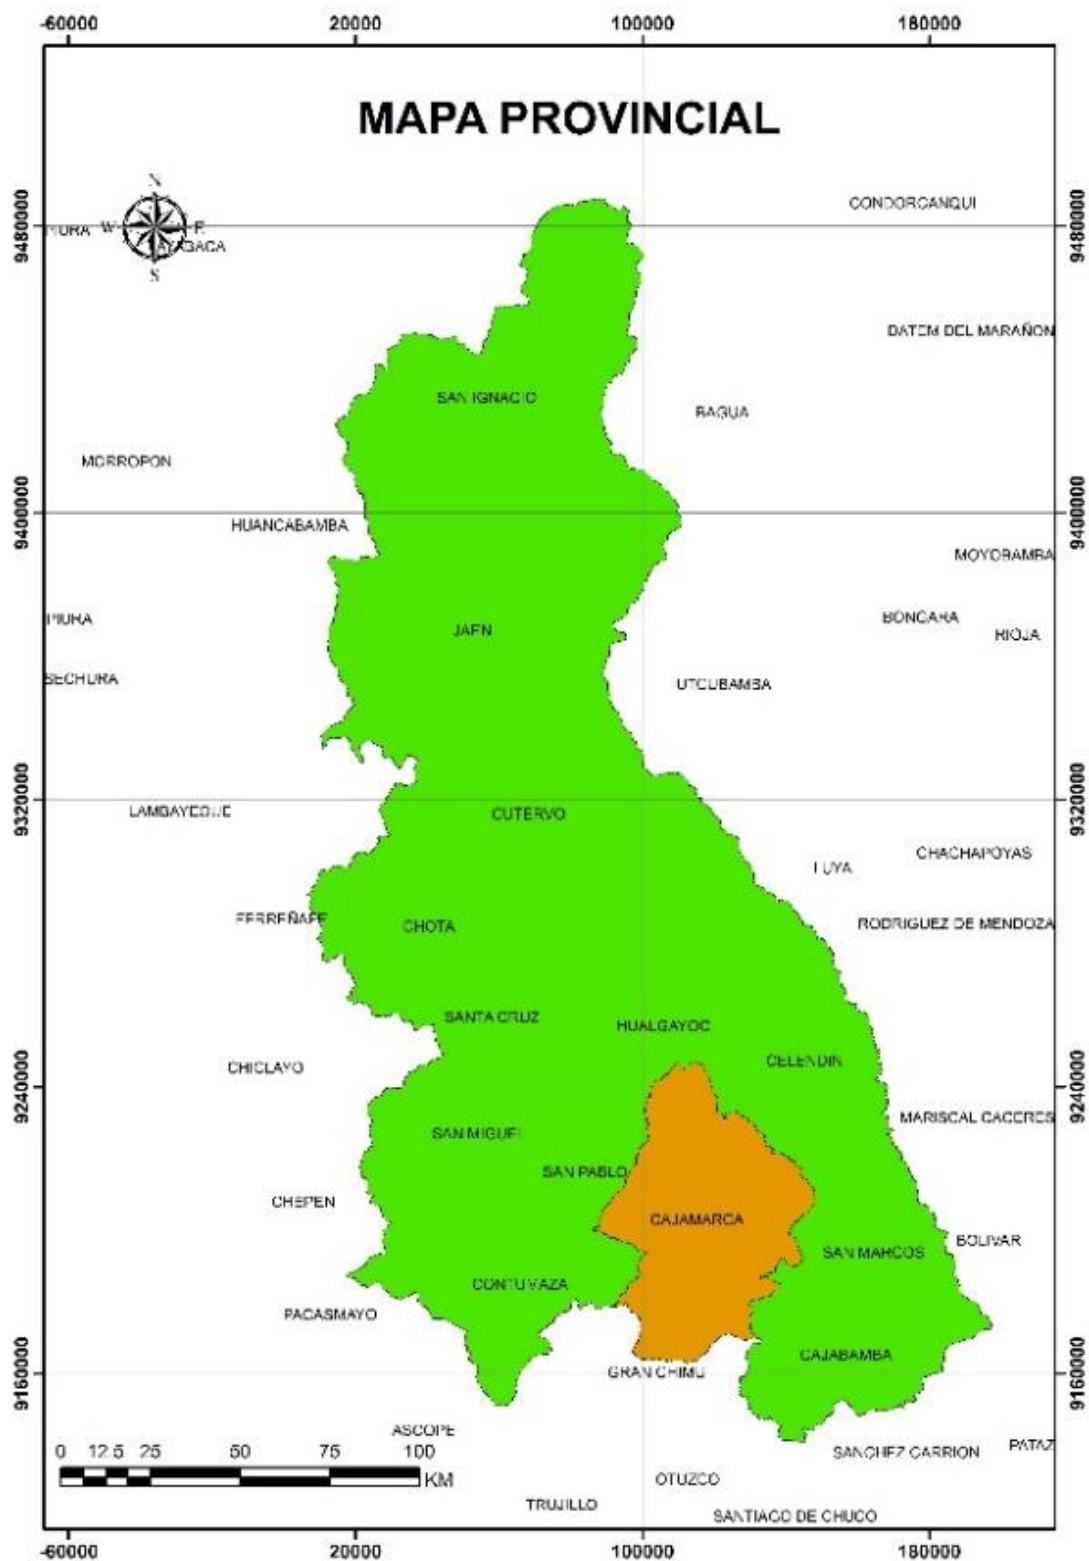 -60000 20000 100000 180000
MAPA PROVINCIAL
N
W E
S
9480000 9480000
PIURA
AYABACA
CONDORCANQUI
DATEM DEL MARAÑON
SAN IGNACIO
BAGUA
MORROPON
9400000 9400000
HUANCABAMBA
MOYOBAMBA
PIURA
BONGARA
JAEN
RIOJA
SECHURA
UTCUBAMBA
9320000 9320000
LAMBAYEQUE
CUTERVO
CHACHAPOYAS
LUYA
FERREÑAFE
CHOTA
RODRIGUEZ DE MENDOZA
SANTA CRUZ
HUALGAYOC
CELENDIN
CHICLAYO
9240000 9240000
MARISCAL CACERES
SAN MIGUEL
SAN PABLO
CHEPEN
CAJAMARCA
BOLIVAR
SAN MARCOS
CONTUMAZA
PACASMAYO
CAJABAMBA
GRAN CHIMU
9160000 9160000
ASCOPE
PATAZ
0 12.5 25 50 75 100
KM
SANCHEZ CARRION
OTUZCO
TRUJILLO
SANTIAGO DE CHUCO
-60000 20000 100000 180000